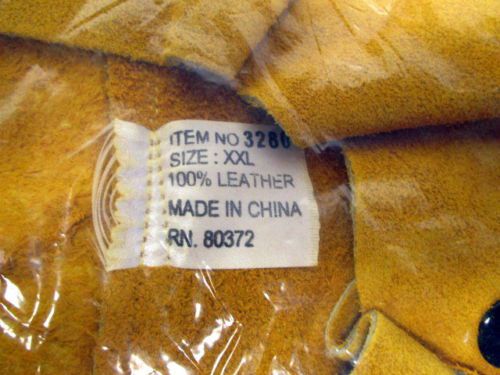 ITEM NO 3280
SIZE : XXL
100% LEATHER
MADE IN CHINA
RN. 80372